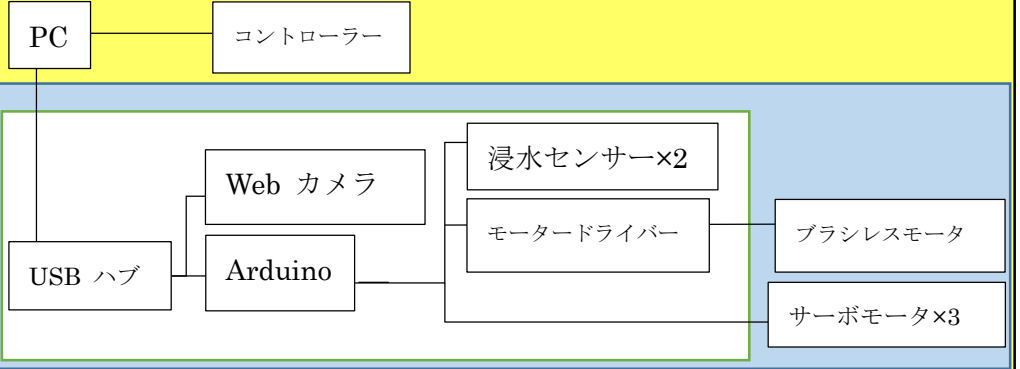 PC
コントローラー
浸水センサー×2
Web カメラ
モータードライバー
ブラシレスモータ
USB ハブ
Arduino
サーボモータ×3